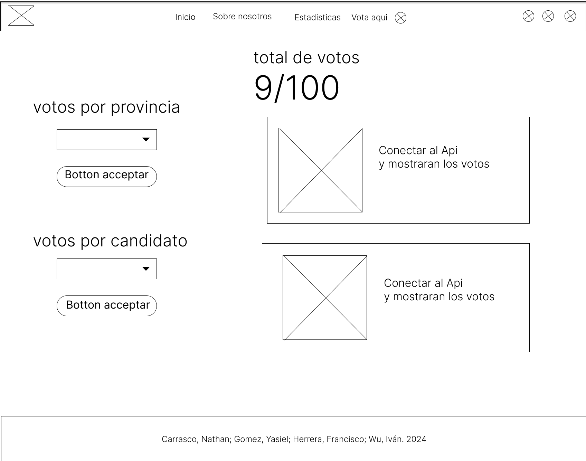 Inicio
Sobre nosotros
Estadisticas
Vota aqui
total de votos
9/100
votos por provincia
Botton acceptar
Conectar al Api
y mostraran los votos
votos por candidato
Botton acceptar
Conectar al Api
y mostraran los votos
Carrasco, Nathan; Gomez, Yasiel; Herrera, Francisco; Wu, Iván. 2024